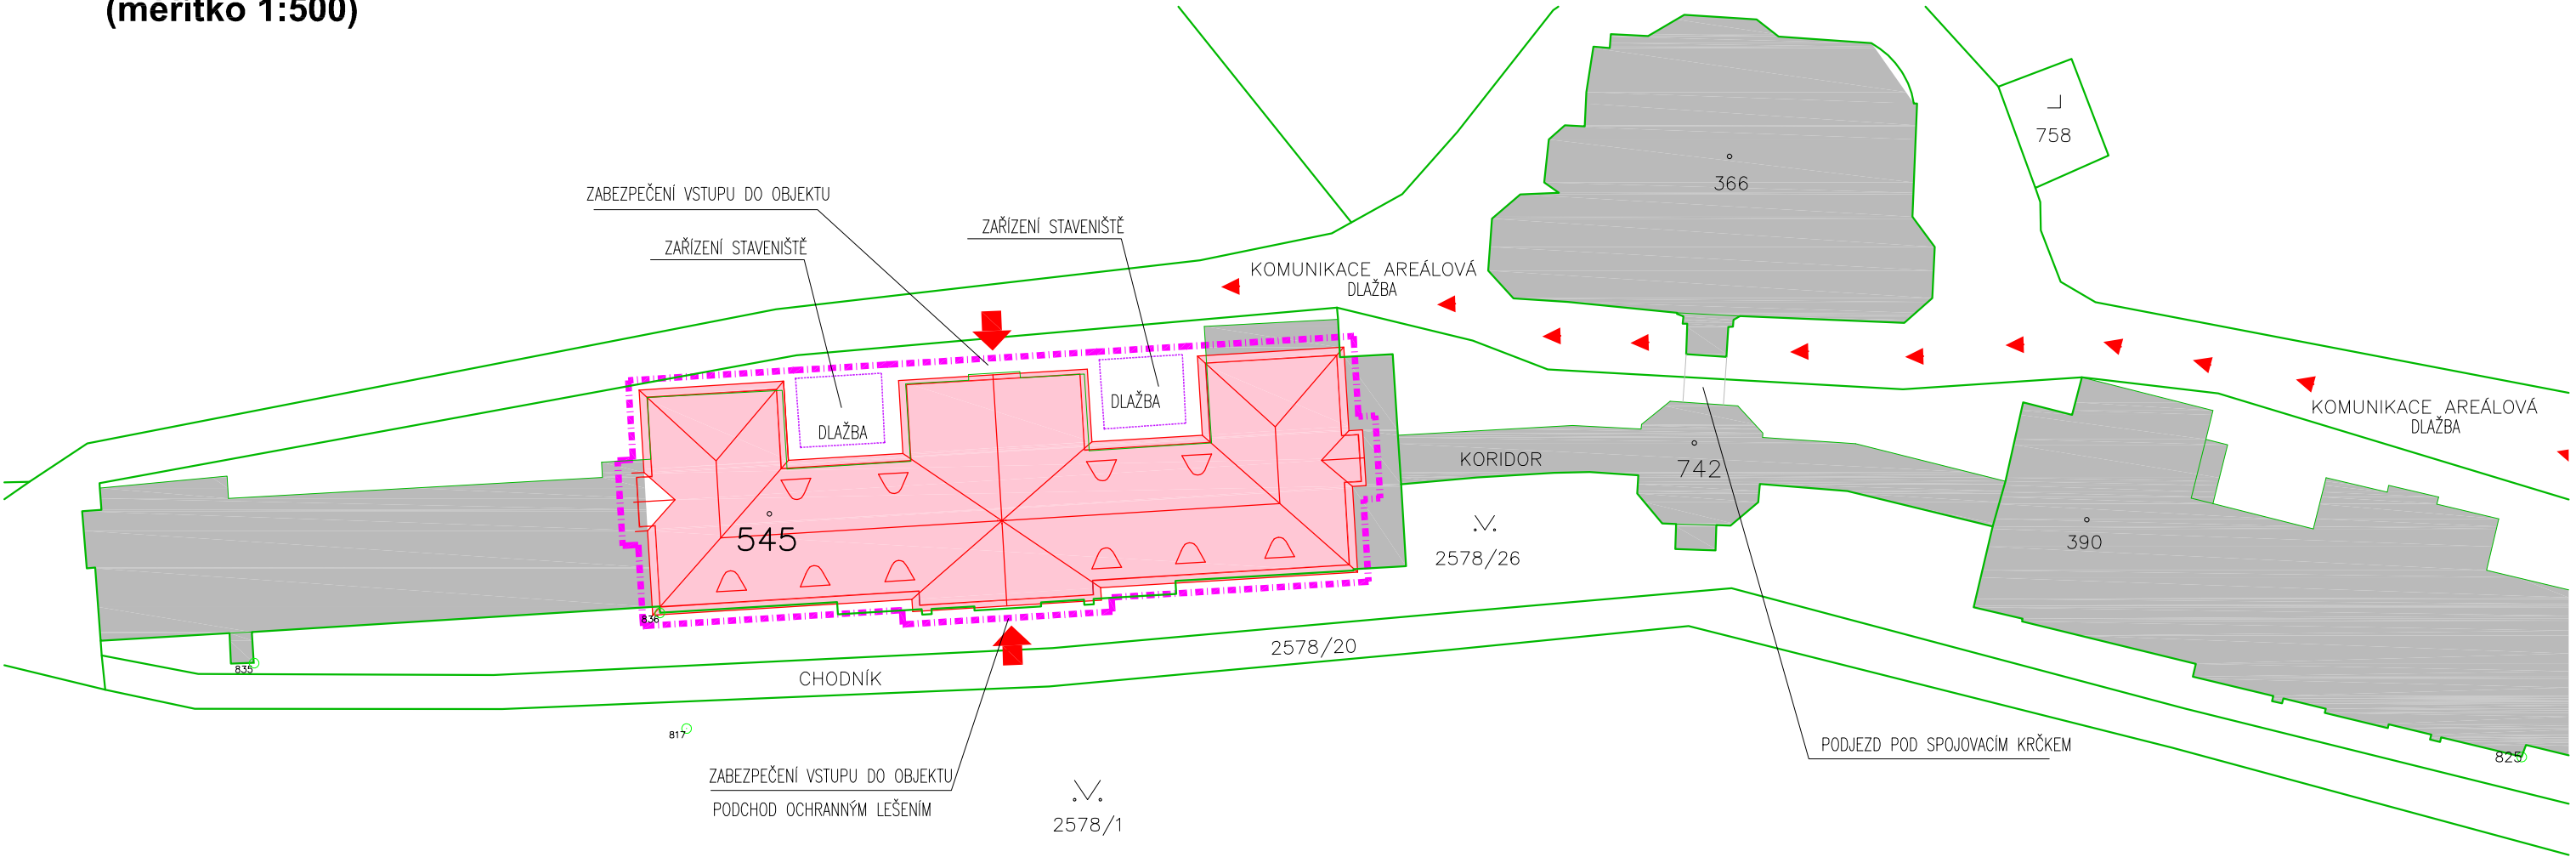 (meritko 1:500)
758
366
ZABEZPEČENÍ VSTUPU DO OBJEKTU
ZAŘÍZENÍ STAVENIŠTĚ
ZAŘÍZENÍ STAVENIŠTĚ
KOMUNIKACE AREÁLOVÁ
DLAŽBA
KOMUNIKACE AREÁLOVÁ
DLAŽBA
DLAŽBA
DLAŽBA
KORIDOR
742
545
390
2578/26
836
835
2578/20
CHODNÍK
817
PODJEZD POD SPOJOVACÍM KRČKEM
825
ZABEZPEČENÍ VSTUPU DO OBJEKTU
PODCHOD OCHRANNÝM LEŠENÍM
2578/1